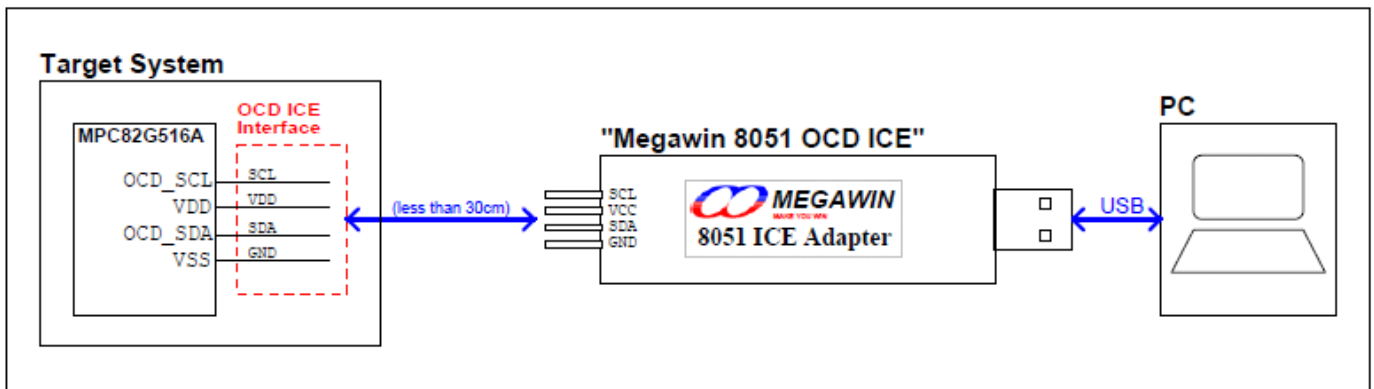 Target System
OCD ICE
Interface
MPC82G516A
OCD_SCL SCL
VDD VDD
OCD_SDA SDA
VSS GND
(less than 30cm)
"Megawin 8051 OCD ICE"
SCL
VCC
SDA
GND
MEGAWIN
MAKE YOU WIN
8051 ICE Adapter
USB
PC